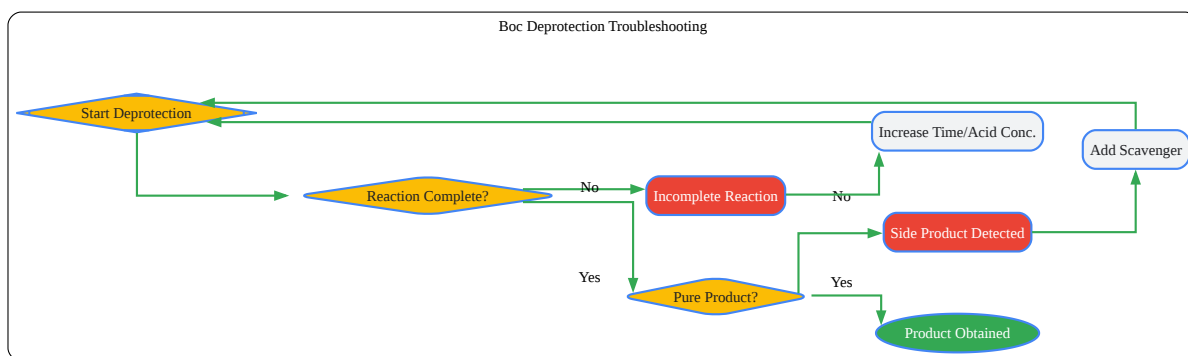 Boc Deprotection Troubleshooting
Start Deprotection
Increase Time/Acid Conc.
Add Scavenger
Reaction Complete?
No
Incomplete Reaction
No
Side Product Detected
Yes
Pure Product?
Yes
Product Obtained